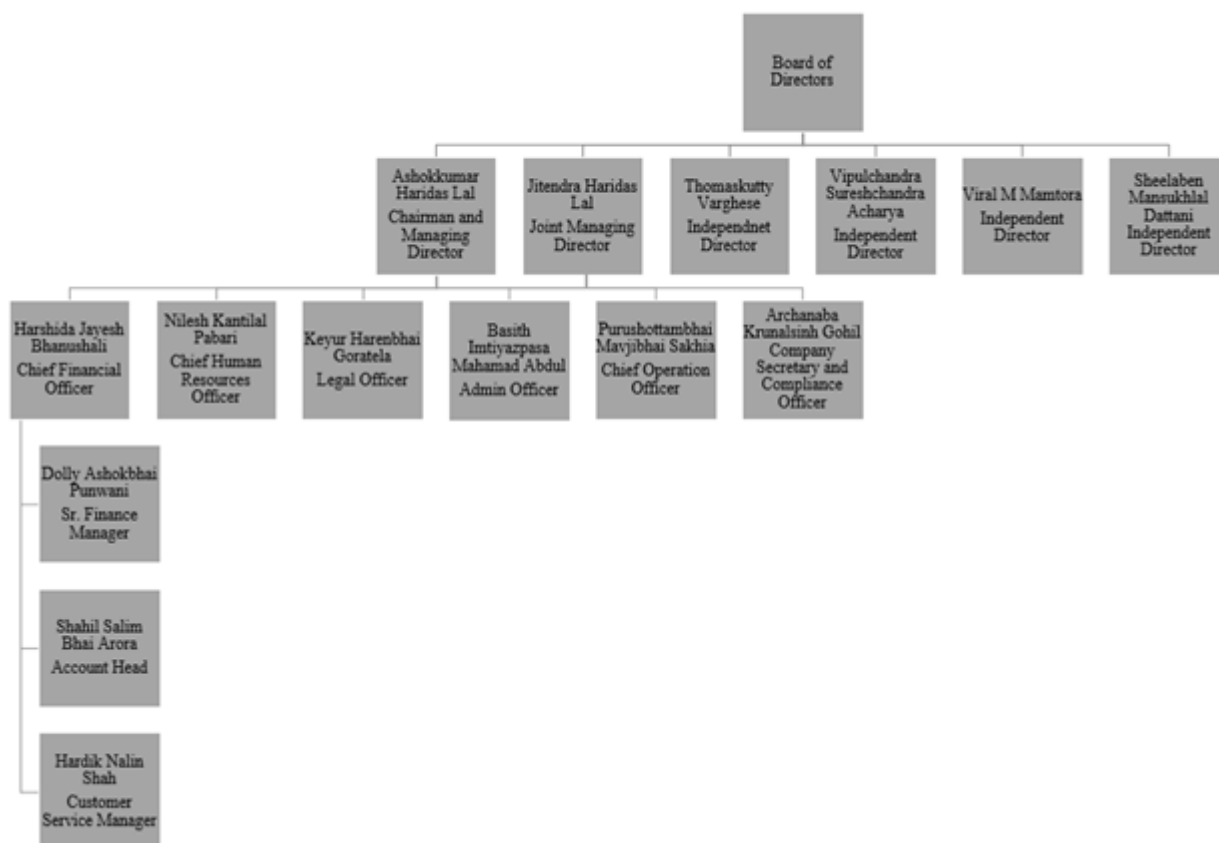 Board of
Directors
Ashokkumar
Haridas Lal
Chairman and
Managing
Director
Jitendra Haridas
Lal
Joint Managing
Director
Thomaskutty
Varghese
Independnet
Director
Vipulchandra
Sureshchandra
Acharya
Independent
Director
Viral M Mamtora
Independent
Director
Sheelaben
Mansukhlal
Dattani
Independent
Director
Harshida Jayesh
Bhanushali
Chief Financial
Officer
Nilesh Kantilal
Pabari
Chief Human
Resources
Officer
Keyur Harenbhai
Goratela
Legal Officer
Basith
Imtiyazpasa
Mahamad Abdul
Admin Officer
Purushottambhai
Mavjibhai Sakhia
Chief Operation
Officer
Archanaba
Krunalsinh Gohil
Company
Secretary and
Compliance
Officer
Dolly Ashokbhai
Punwani
Sr. Finance
Manager
Shahil Salim
Bhai Arora
Account Head
Hardik Nalin
Shah
Customer
Service Manager